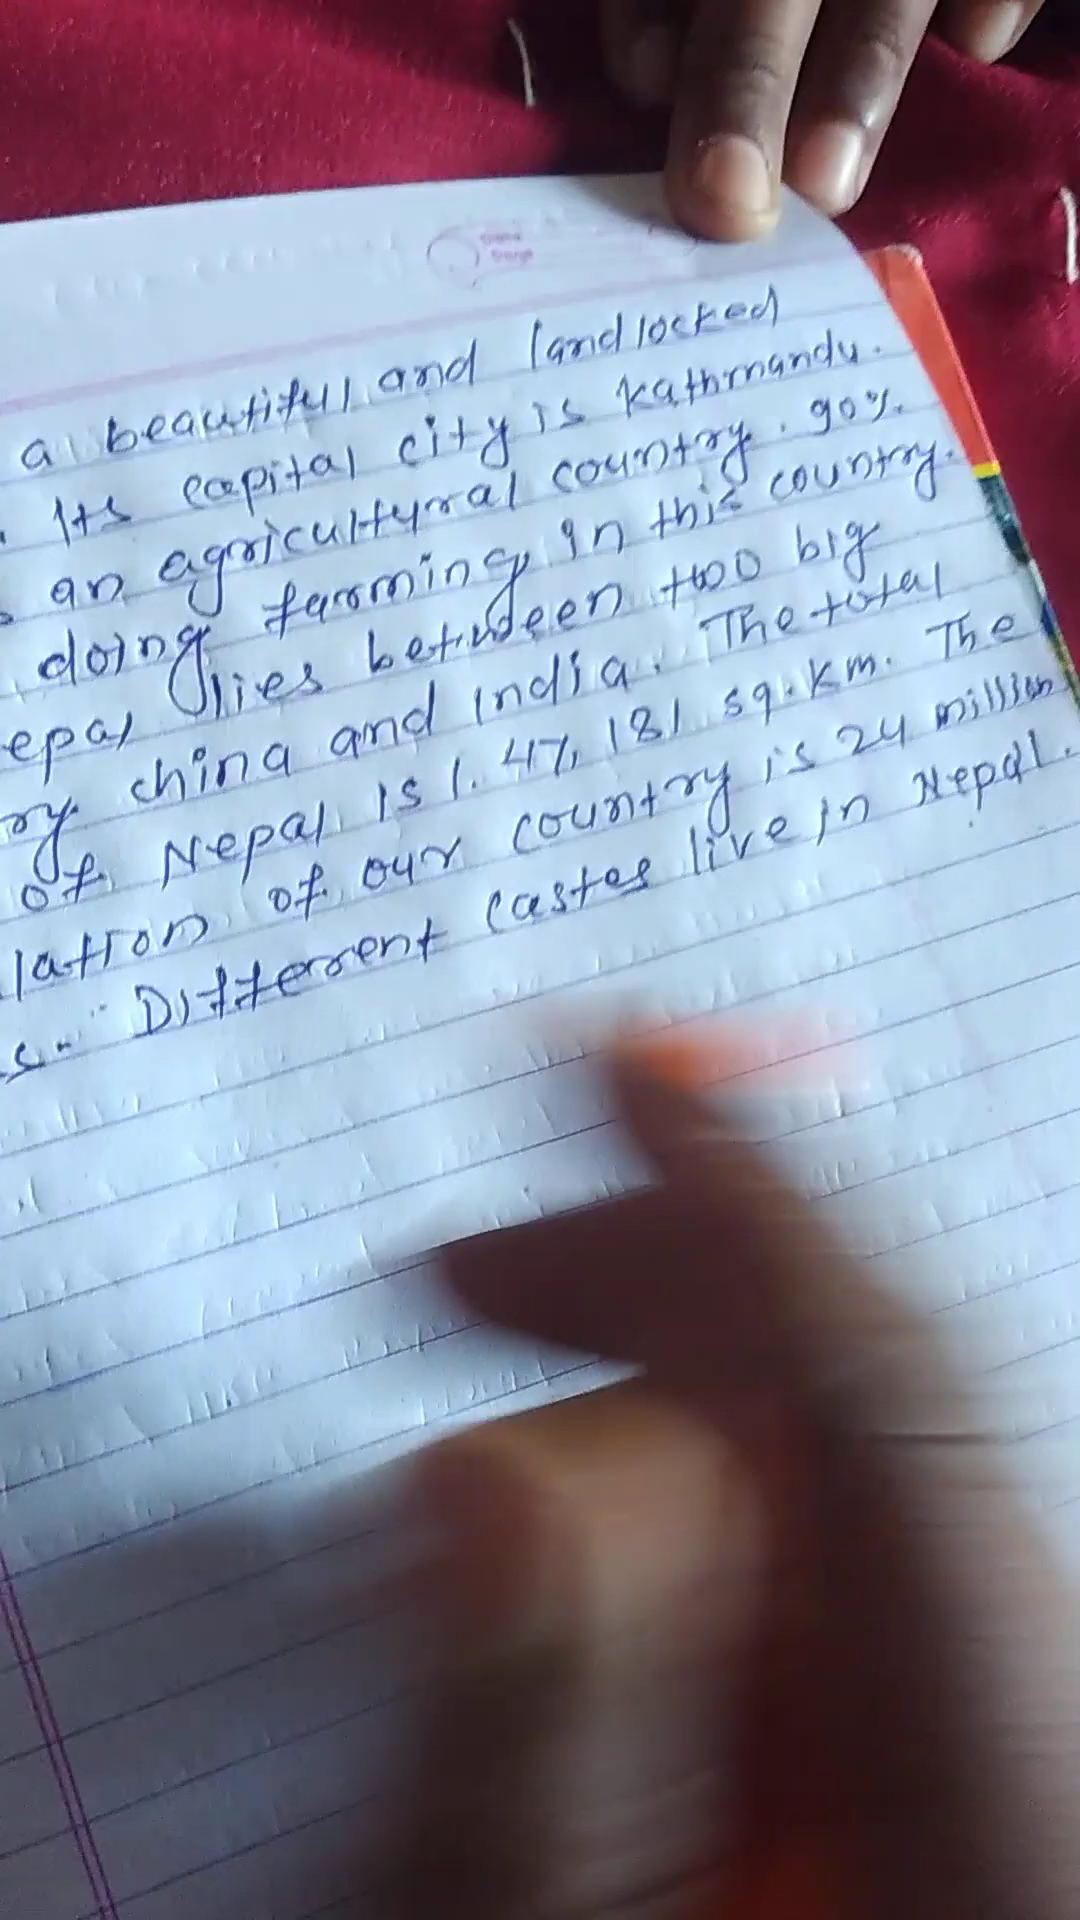 a beautiful and landlocked
. Its capital city is Kathmandu.
an agricultural country. 90%.
doing farming in this country.
epal lies between two big
ry china and India. The total
of Nepal is 1.47,181 sq.km. The
lation of our country is 24 million
s. Different castes live in Nepal.